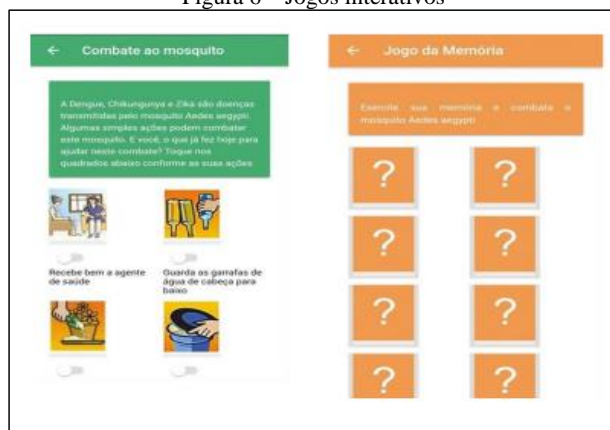 Figura 6 – Jogos interativos
Combate ao mosquito
A Dengue, Chikungunya e Zika são doenças
transmitidas pelo mosquito Aedes aegypti.
Algumas simples ações podem combater
este mosquito. E você, o que já fez hoje para
ajudar neste combate? Toque nos
quadrados abaixo conforme as suas ações
Recebe bem a agente
de saúde
Guarda as garrafas de
água de cabeça para
baixo
Jogo da Memória
Exercite sua memória e combata o
mosquito Aedes aegypti
? ?
? ?
? ?
? ?